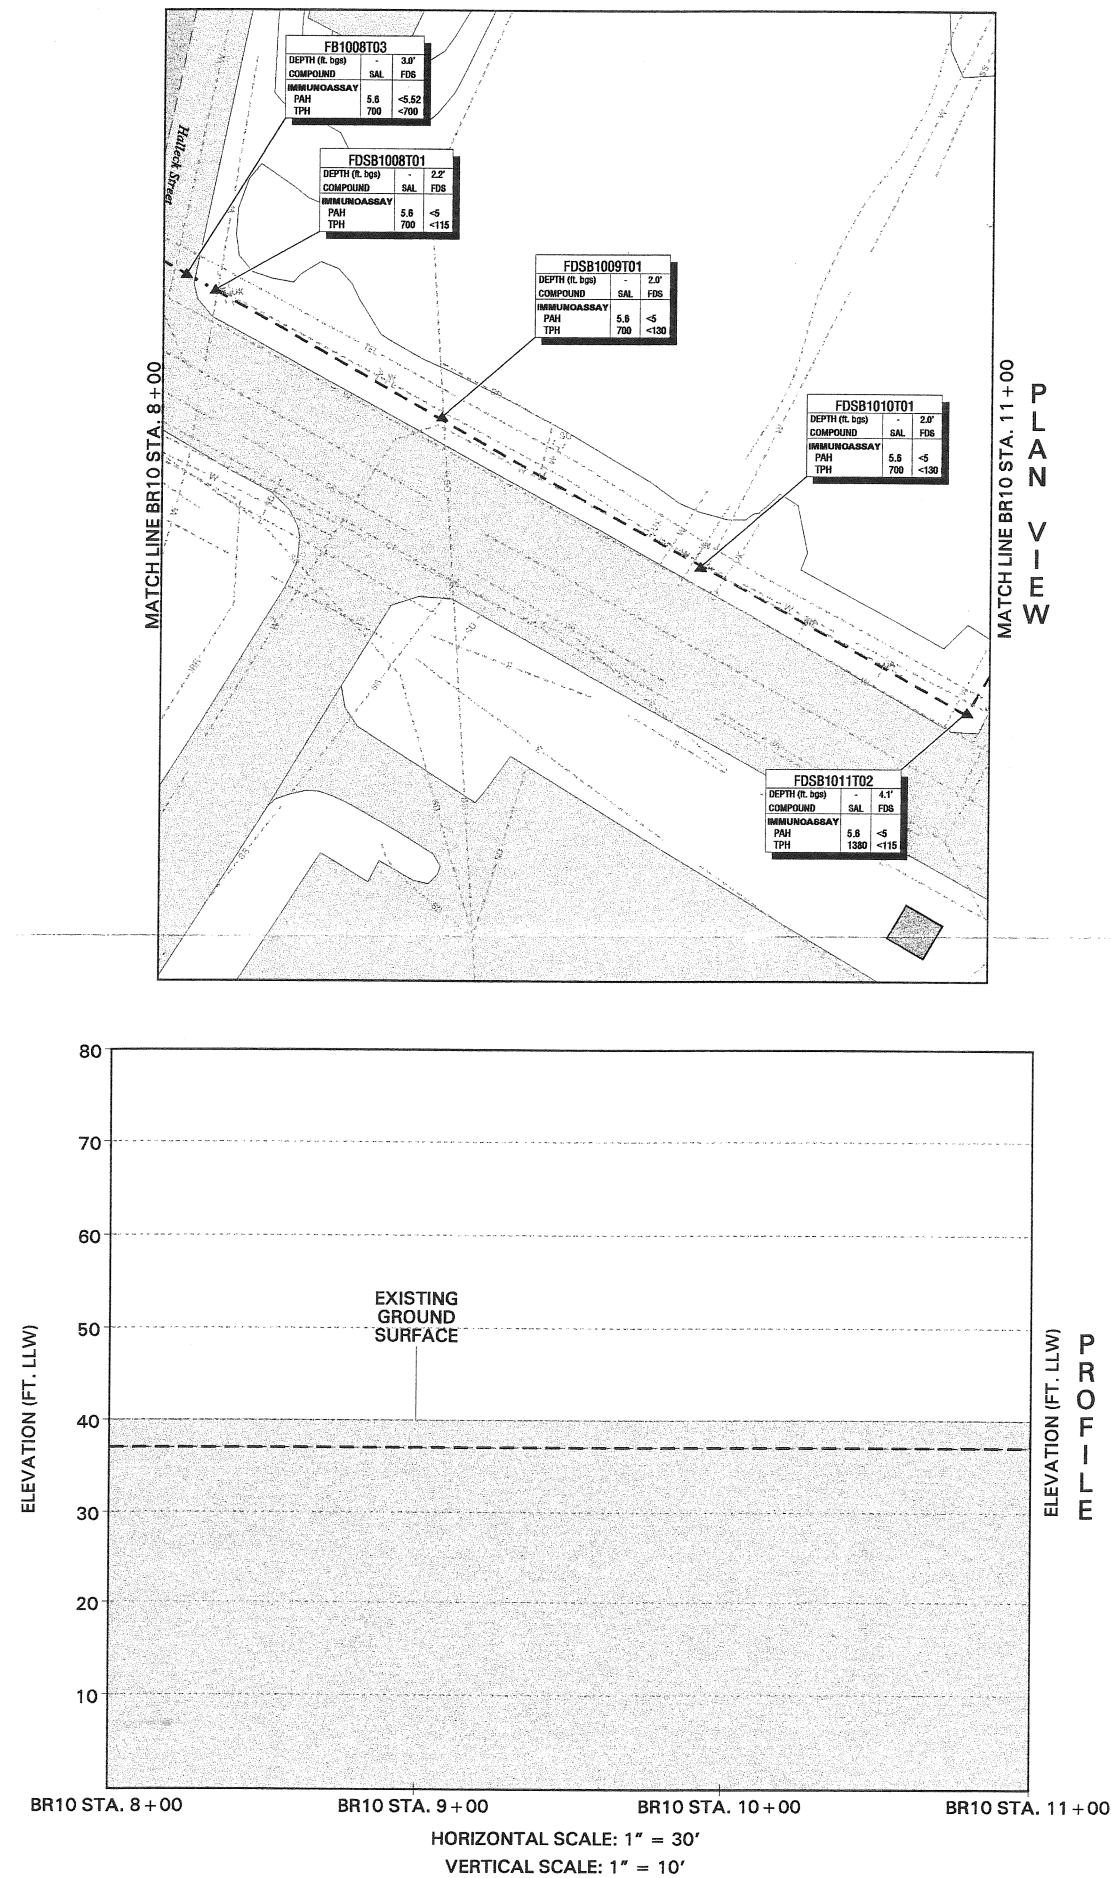 FB1008T03
DEPTH (ft. bgs) - 3.0'
COMPOUND SAL FDS
IMMUNOASSAY
PAH 5.6 <5.52
TPH 700 <700
Halleck Street
FDSB1008T01
DEPTH (ft. bgs) - 2.2'
COMPOUND SAL FDS
IMMUNOASSAY
PAH 5.6 <5
TPH 700 <115
FDSB1009T01
DEPTH (ft. bgs) - 2.0'
COMPOUND SAL FDS
IMMUNOASSAY
PAH 5.6 <5
TPH 700 <130
FDSB1010T01
DEPTH (ft. bgs) - 2.0'
COMPOUND SAL FDS
IMMUNOASSAY
PAH 5.6 <5
TPH 700 <130
FDSB1011T02
DEPTH (ft. bgs) - 4.1'
COMPOUND SAL FDS
IMMUNOASSAY
PAH 5.6 <5
TPH 1380 <115
TEL
MATCH LINE BR10 STA. 8+00
MATCH LINE BR10 STA. 11+00
PLAN VIEW
80
70
60
50
40
30
20
10
EXISTING
GROUND
SURFACE
ELEVATION (FT. LLW)
ELEVATION (FT. LLW)
PROFILE
BR10 STA. 8+00 BR10 STA. 9+00 BR10 STA. 10+00 BR10 STA. 11+00
HORIZONTAL SCALE: 1" = 30'
VERTICAL SCALE: 1" = 10'